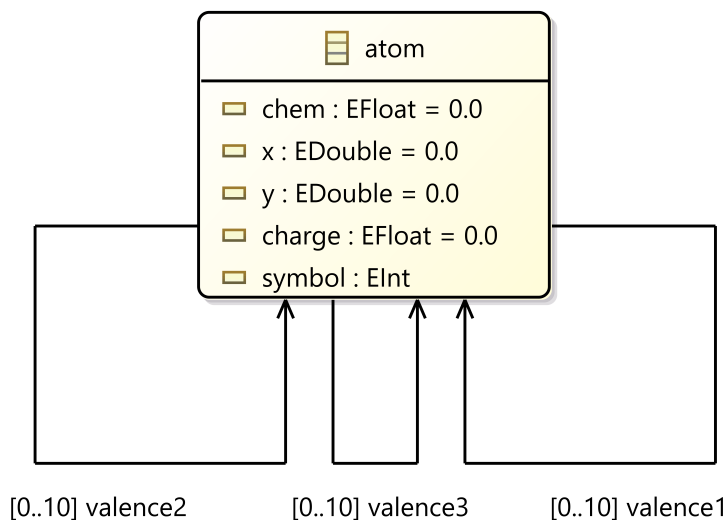 atom
chem : EFloat = 0.0
x : EDouble = 0.0
y : EDouble = 0.0
charge : EFloat = 0.0
symbol : EInt
[0..10] valence2
[0..10] valence3
[0..10] valence1